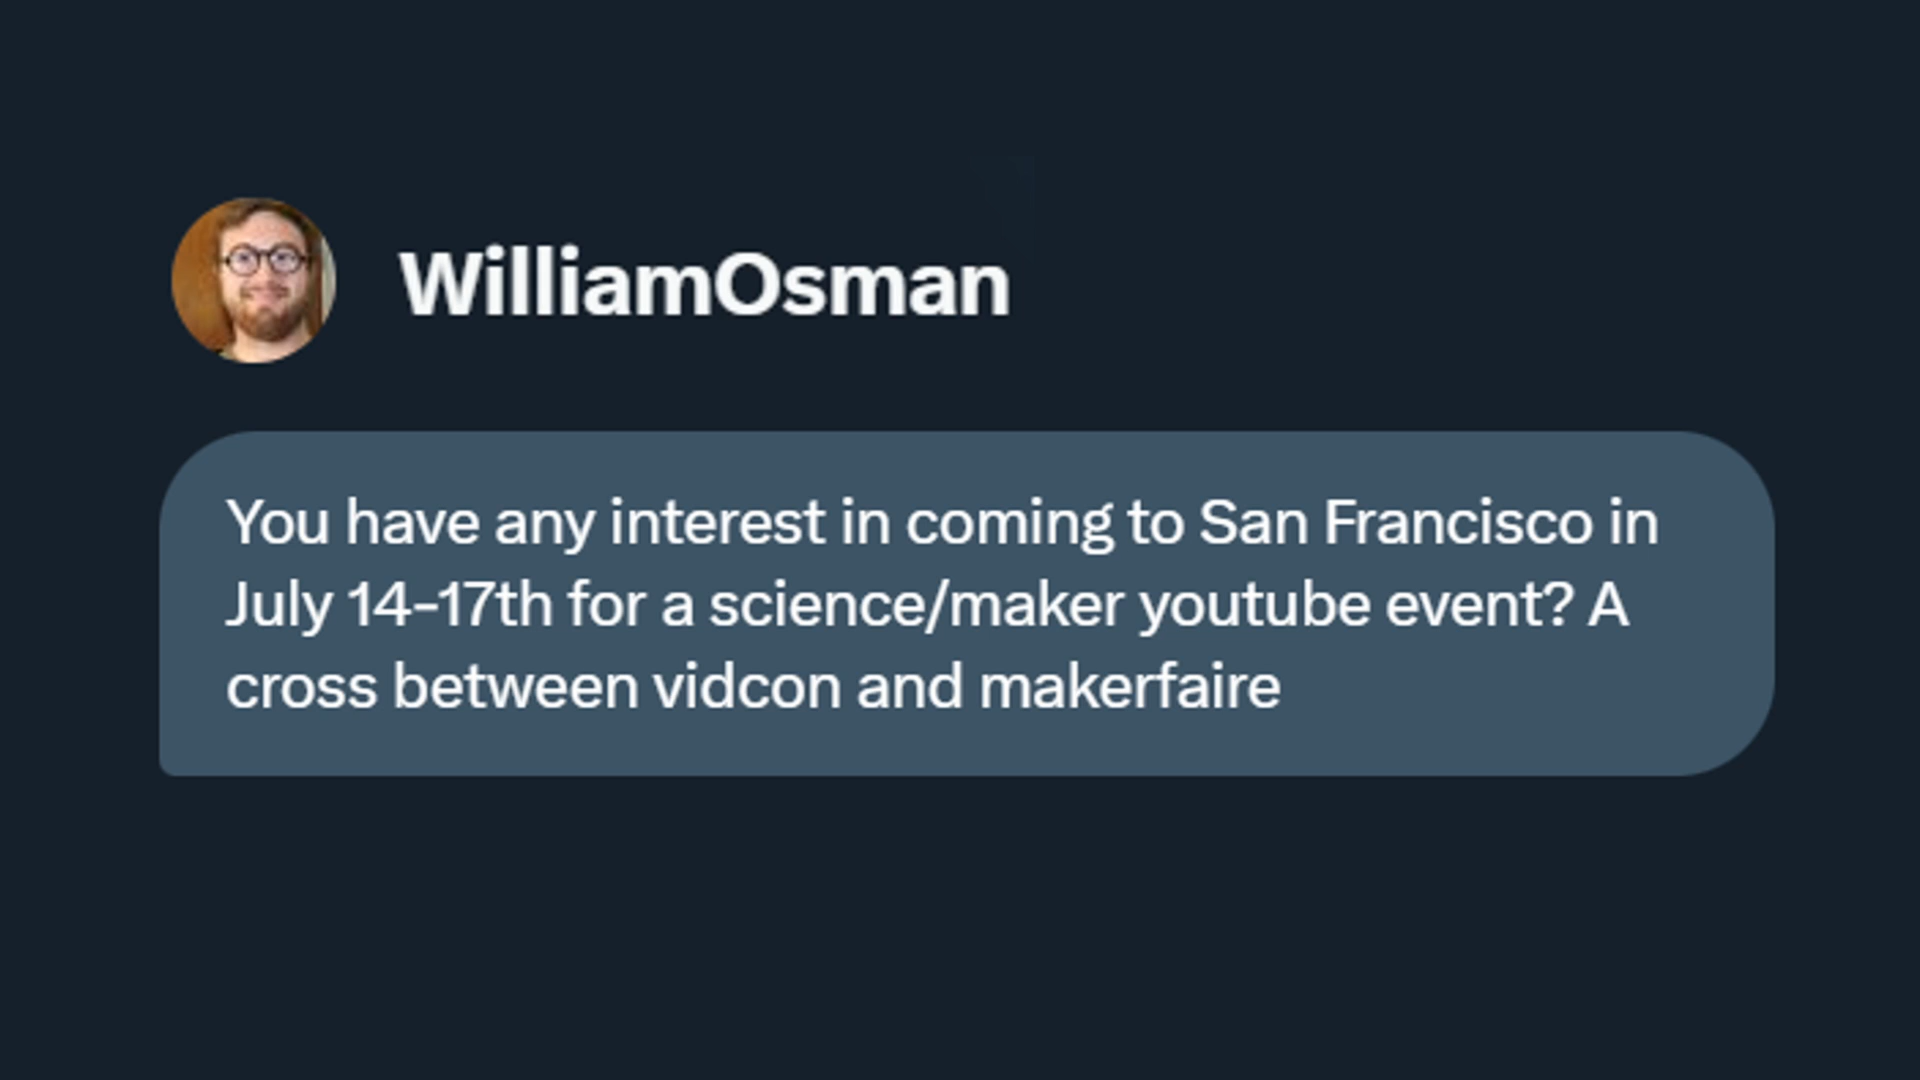 WilliamOsman
You have any interest in coming to San Francisco in
July 14-17th for a science/maker youtube event? A
cross between vidcon and makerfaire